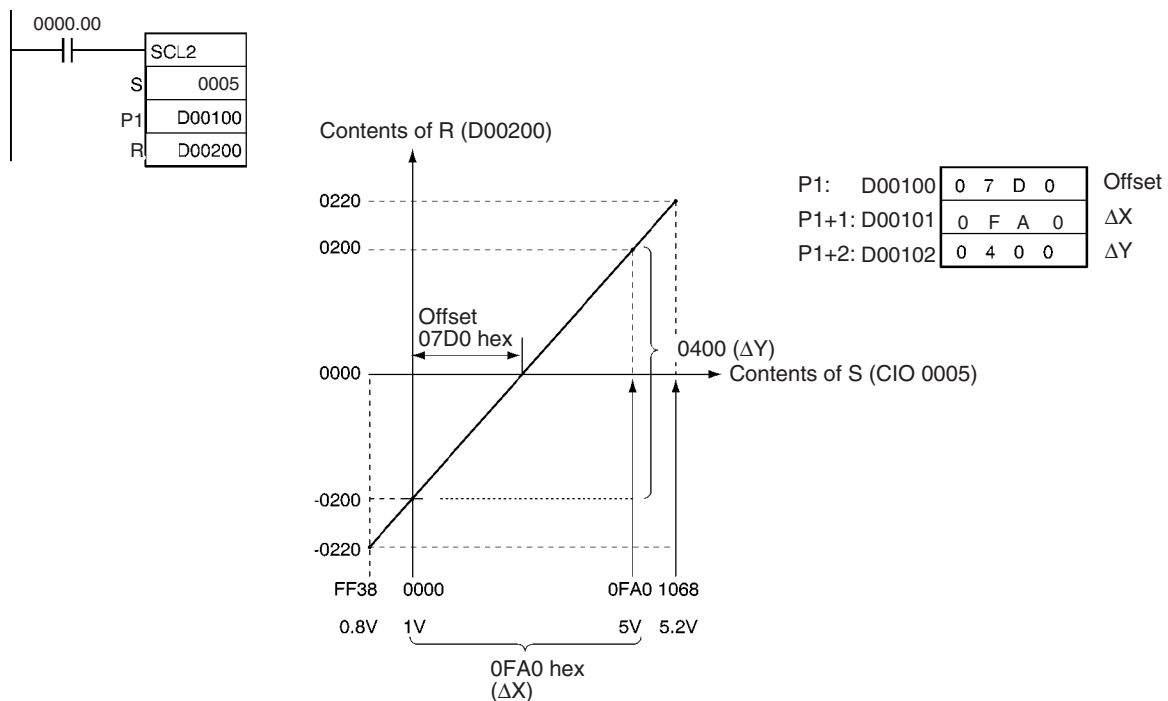 0000.00
SCL2
S 0005
P1 D00100
R D00200
Contents of R (D00200)
P1: D00100 0 7 D 0 Offset
P1+1: D00101 0 F A 0 ΔX
P1+2: D00102 0 4 0 0 ΔY
0220
0200
Offset
07D0 hex
0400 (ΔY)
0000
Contents of S (CIO 0005)
-0200
-0220
FF38 0000 0FA0 1068
0.8V 1V 5V 5.2V
0FA0 hex
(ΔX)